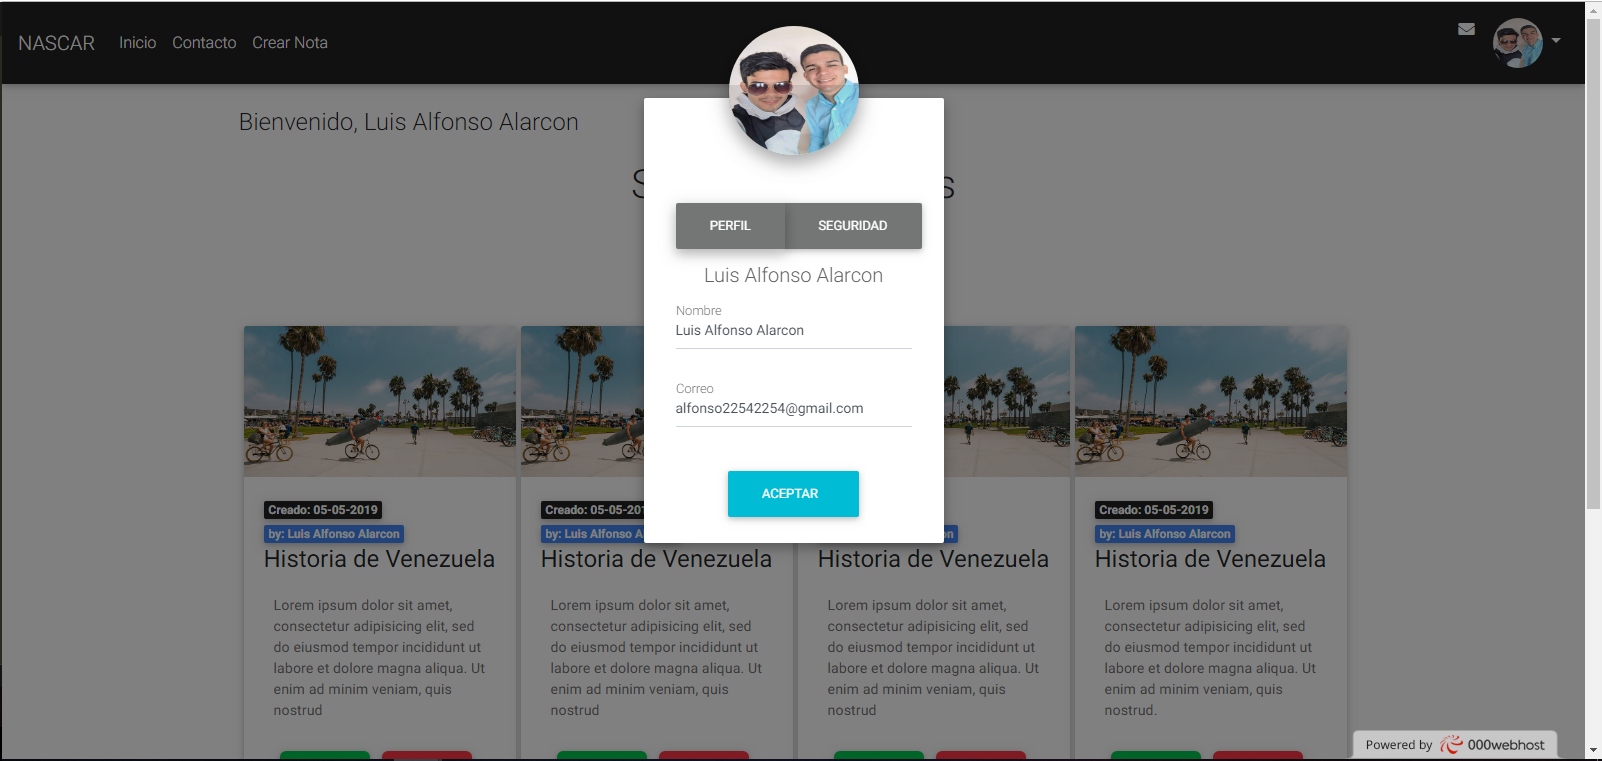 NASCAR Inicio Contacto Crear Nota
Bienvenido, Luis Alfonso Alarcon
PERFIL SEGURIDAD
Luis Alfonso Alarcon
Nombre
Luis Alfonso Alarcon
Correo
alfonso22542254@gmail.com
ACEPTAR
Creado: 05-05-2019
by: Luis Alfonso Alarcon
Historia de Venezuela
Lorem ipsum dolor sit amet,
consectetur adipisicing elit, sed
do eiusmod tempor incididunt ut
labore et dolore magna aliqua. Ut
enim ad minim veniam, quis
nostrud
Creado: 05-05-201
by: Luis Alfonso Alarcon
Historia de Venezuela
Lorem ipsum dolor sit amet,
consectetur adipisicing elit, sed
do eiusmod tempor incididunt ut
labore et dolore magna aliqua. Ut
enim ad minim veniam, quis
nostrud
Historia de Venezuela
Lorem ipsum dolor sit amet,
consectetur adipisicing elit, sed
do eiusmod tempor incididunt ut
labore et dolore magna aliqua. Ut
enim ad minim veniam, quis
nostrud
Creado: 05-05-2019
by: Luis Alfonso Alarcon
Historia de Venezuela
Lorem ipsum dolor sit amet,
consectetur adipisicing elit, sed
do eiusmod tempor incididunt ut
labore et dolore magna aliqua. Ut
enim ad minim veniam, quis
nostrud.
Powered by 000webhost